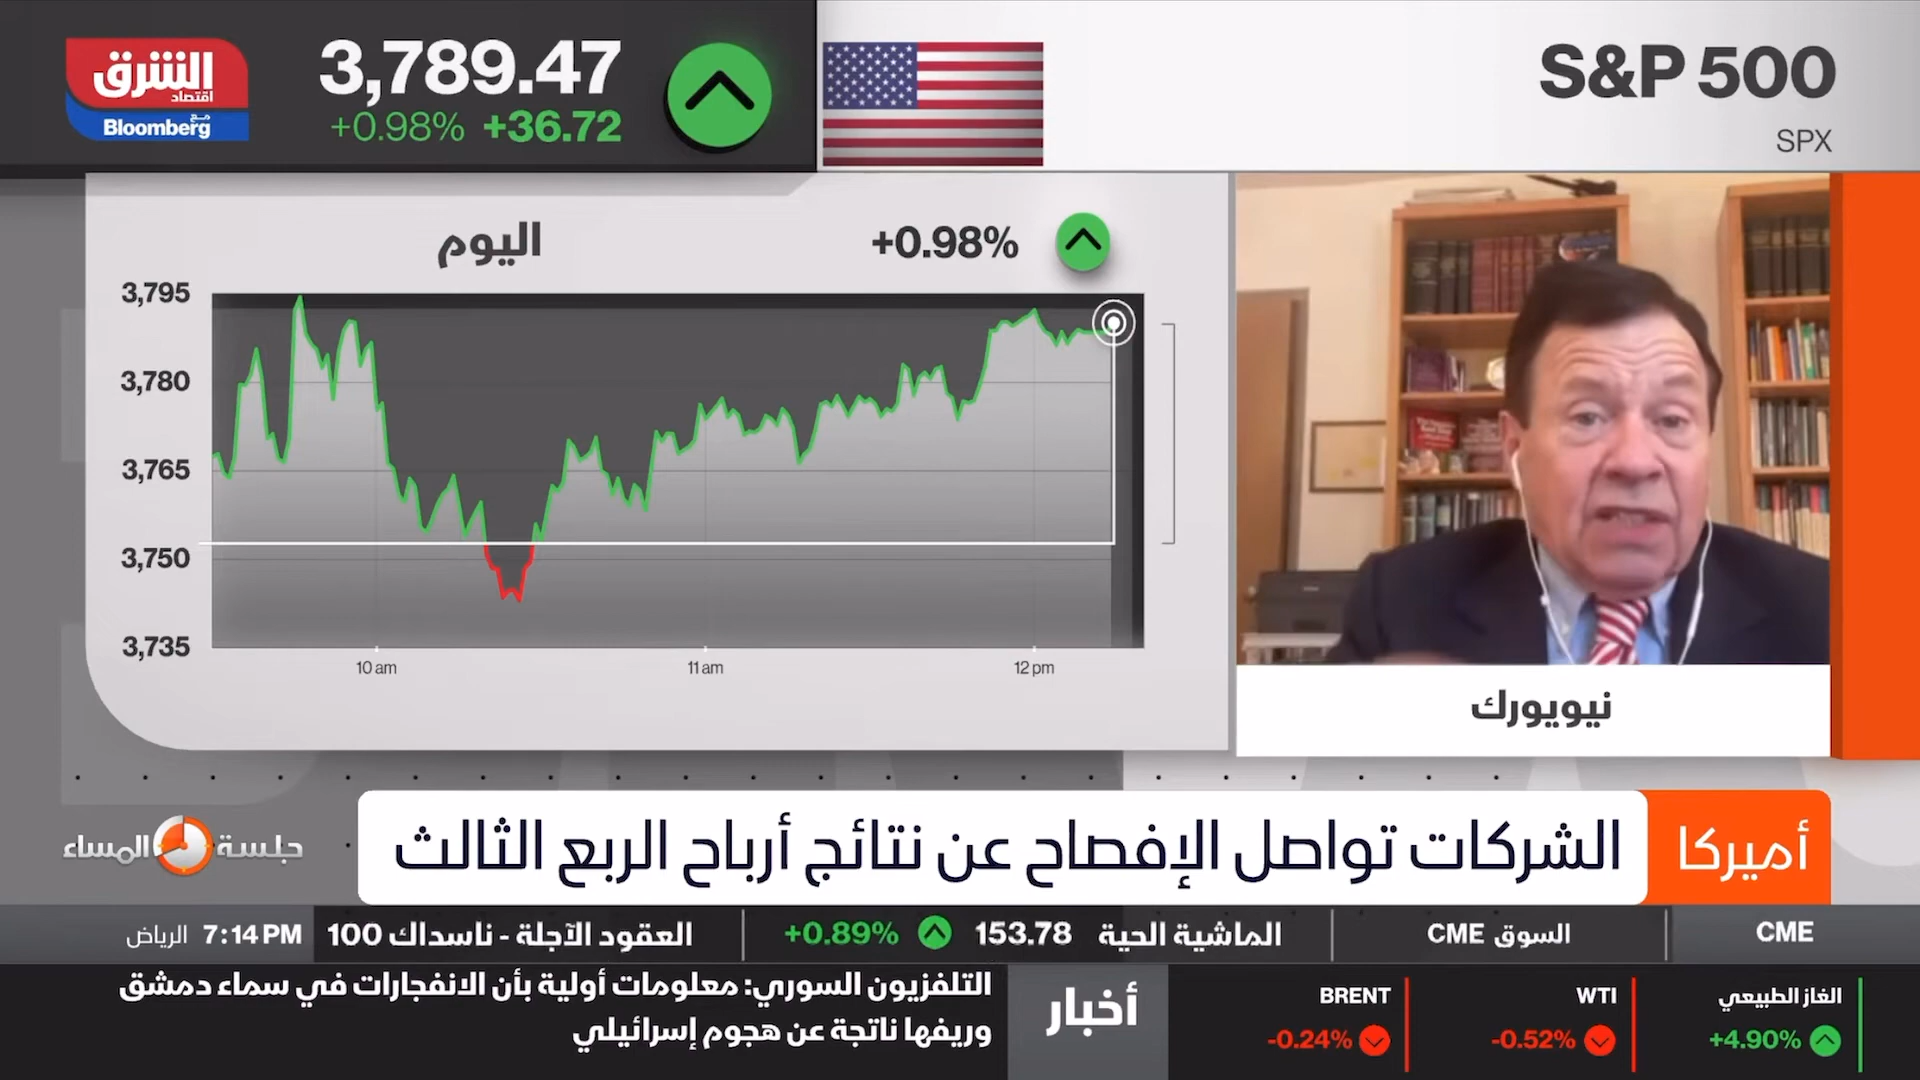 الشرق
اقتصاد
مع
Bloomberg
3,789.47
+0.98% +36.72
S&P 500
SPX
اليوم
+0.98%
3,795
3,780
3,765
3,750
3,735
10 am
11 am
12 pm
نيويورك
أميركا
الشركات تواصل الإفصاح عن نتائج أرباح الربع الثالث
جلسة المساء
CME
السوق CME
الماشية الحية 153.78 +0.89%
العقود الآجلة - ناسداك 100
7:14 PM الرياض
الغاز الطبيعي
+4.90%
WTI
-0.52%
BRENT
-0.24%
أخبار
التلفزيون السوري: معلومات أولية بأن الانفجارات في سماء دمشق
وريفها ناتجة عن هجوم إسرائيلي